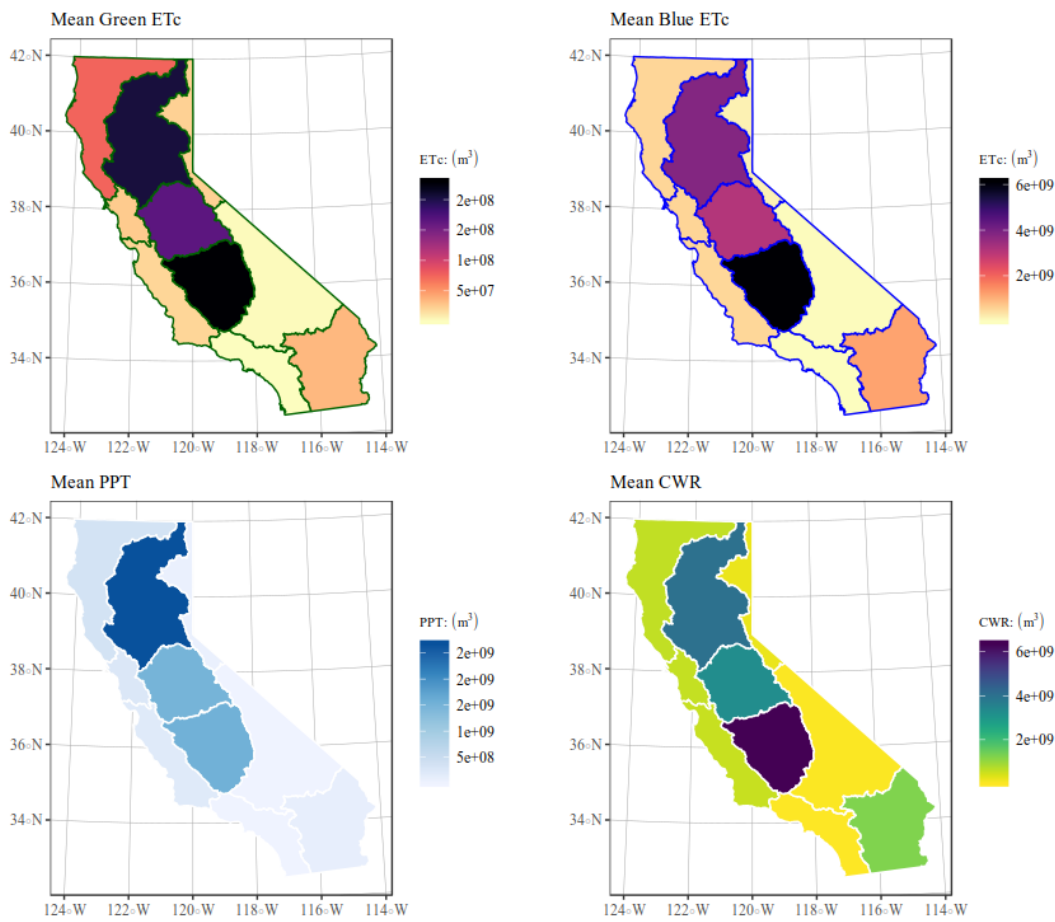 Mean Green ETc
Mean Blue ETc
42∘N
40∘N
38∘N
36∘N
34∘N
124∘W 122∘W 120∘W 118∘W 116∘W 114∘W
ETc: (m³)
2e+08
2e+08
1e+08
5e+07
42∘N
40∘N
38∘N
36∘N
34∘N
124∘W 122∘W 120∘W 118∘W 116∘W 114∘W
ETc: (m³)
6e+09
4e+09
2e+09
Mean PPT
Mean CWR
42∘N
40∘N
38∘N
36∘N
34∘N
124∘W 122∘W 120∘W 118∘W 116∘W 114∘W
PPT: (m³)
2e+09
2e+09
1e+09
1e+09
5e+08
42∘N
40∘N
38∘N
36∘N
34∘N
124∘W 122∘W 120∘W 118∘W 116∘W 114∘W
CWR: (m³)
6e+09
4e+09
2e+09